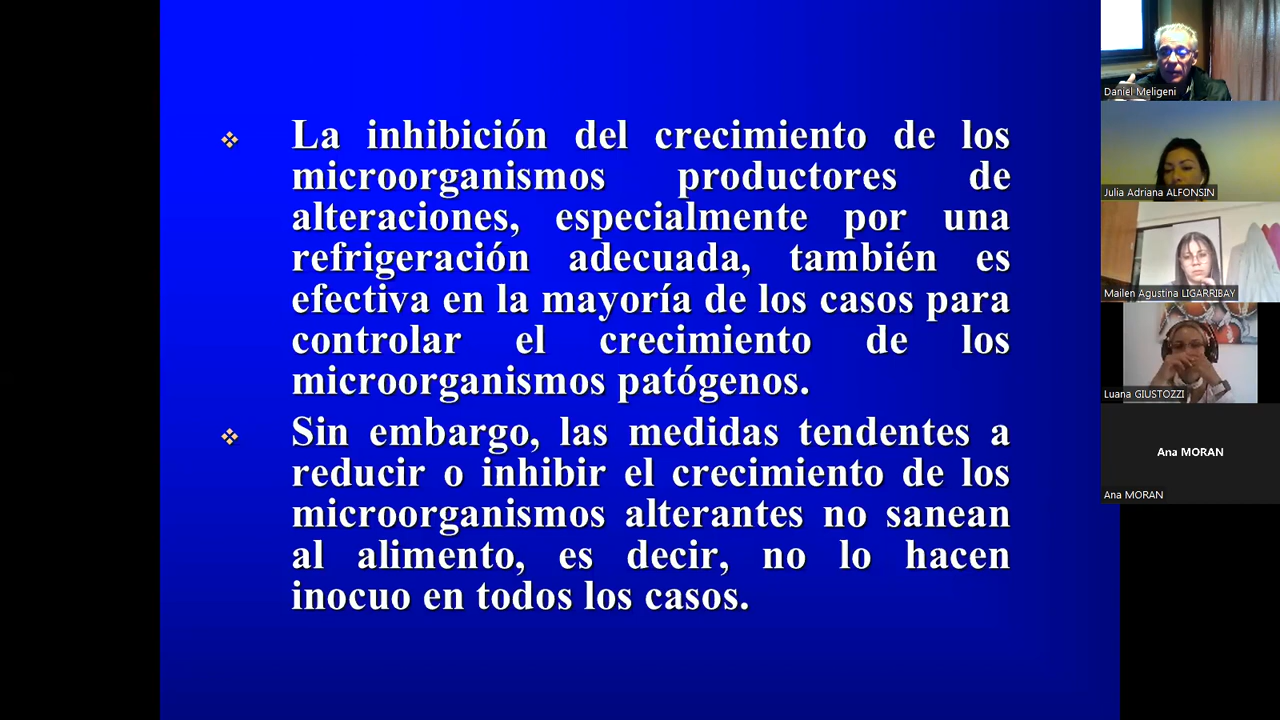 La inhibición del crecimiento de los
microorganismos productores de
alteraciones, especialmente por una
refrigeración adecuada, también es
efectiva en la mayoría de los casos para
controlar el crecimiento de los
microorganismos patógenos.
Sin embargo, las medidas tendentes a
reducir o inhibir el crecimiento de los
microorganismos alterantes no sanean
al alimento, es decir, no lo hacen
inocuo en todos los casos.
Daniel Meligeni
Julia Adriana ALFONSIN
Mailen Agustina LIGARRIBAY
Luana GIUSTOZZI
Ana MORAN
Ana MORAN